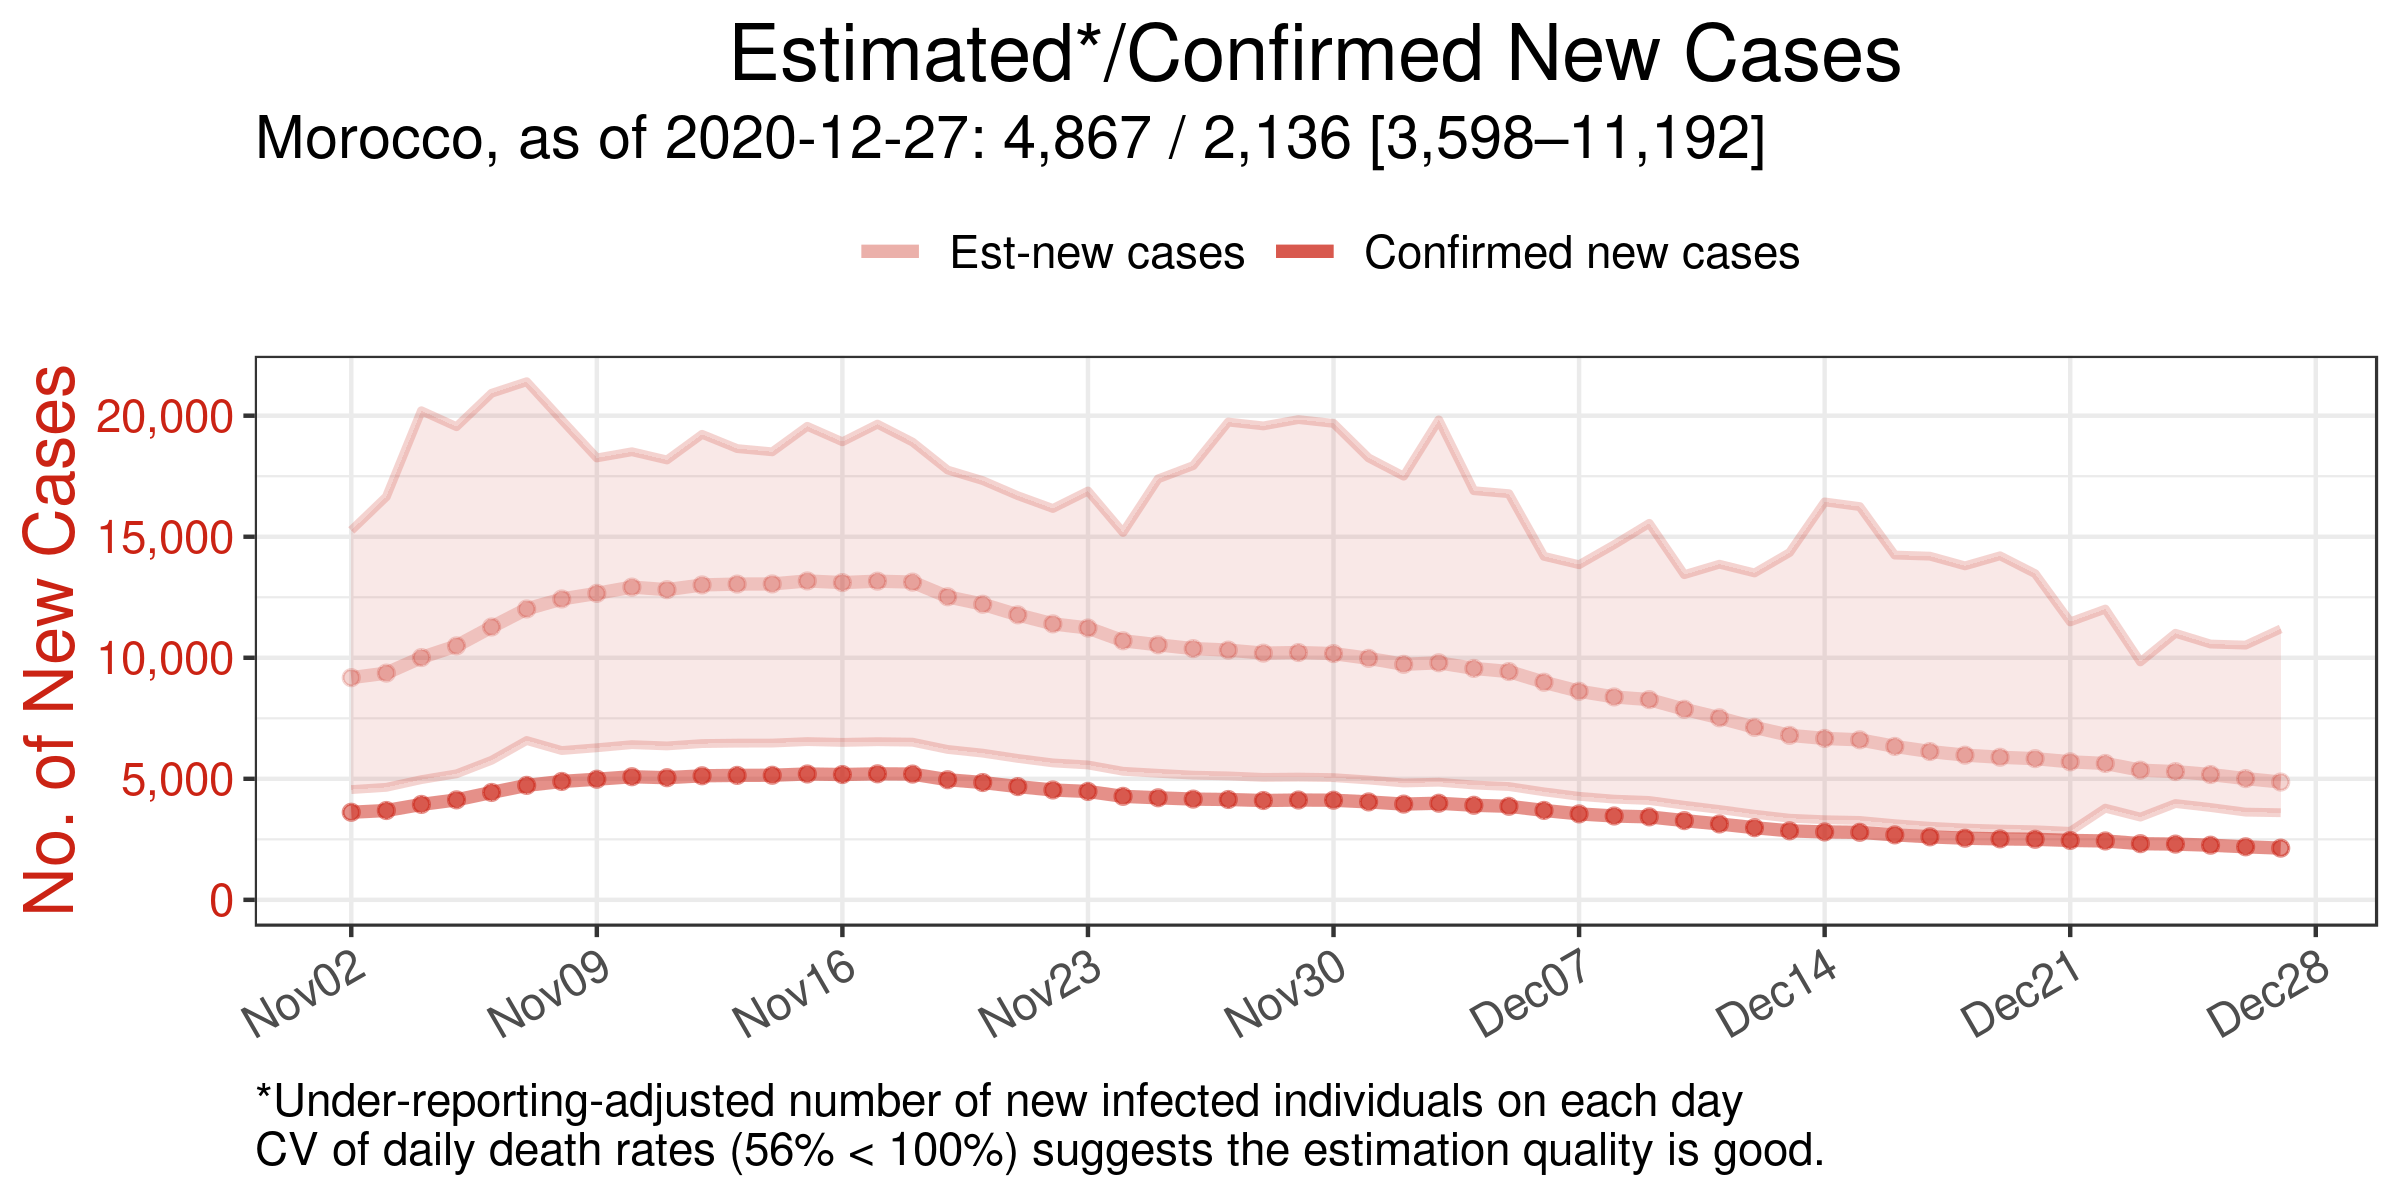 Estimated*/Confirmed New Cases
Morocco, as of 2020-12-27: 4,867 / 2,136 [3,598–11,192]
Est-new cases
Confirmed new cases
No. of New Cases
20,000
15,000
10,000
5,000
0
Nov02
Nov09
Nov16
Nov23
Nov30
Dec07
Dec14
Dec21
Dec28
*Under-reporting-adjusted number of new infected individuals on each day
CV of daily death rates (56% < 100%) suggests the estimation quality is good.